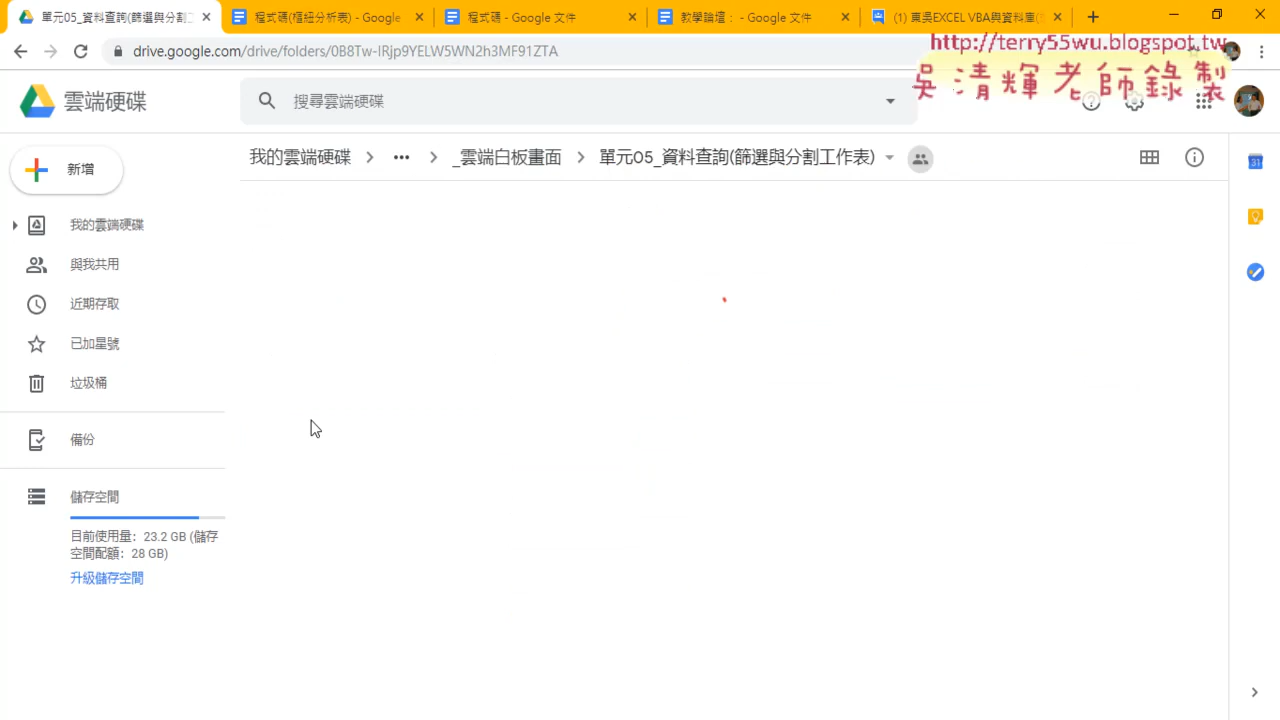 單元05_資料查詢(篩選與分割工
程式碼(樞紐分析表) - Google
程式碼 - Google 文件
教學論壇： - Google 文件
(1) 東吳EXCEL VBA與資料庫(
drive.google.com/drive/folders/0B8Tw-IRjp9YELW5WN2h3MF91ZTA
http://terry55wu.blogspot.tw
吳清輝老師錄製
雲端硬碟
搜尋雲端硬碟
新增
我的雲端硬碟
_雲端白板畫面
單元05_資料查詢(篩選與分割工作表)
31
我的雲端硬碟
與我共用
近期存取
已加星號
垃圾桶
備份
儲存空間
目前使用量：23.2 GB (儲存
空間配額：28 GB)
升級儲存空間